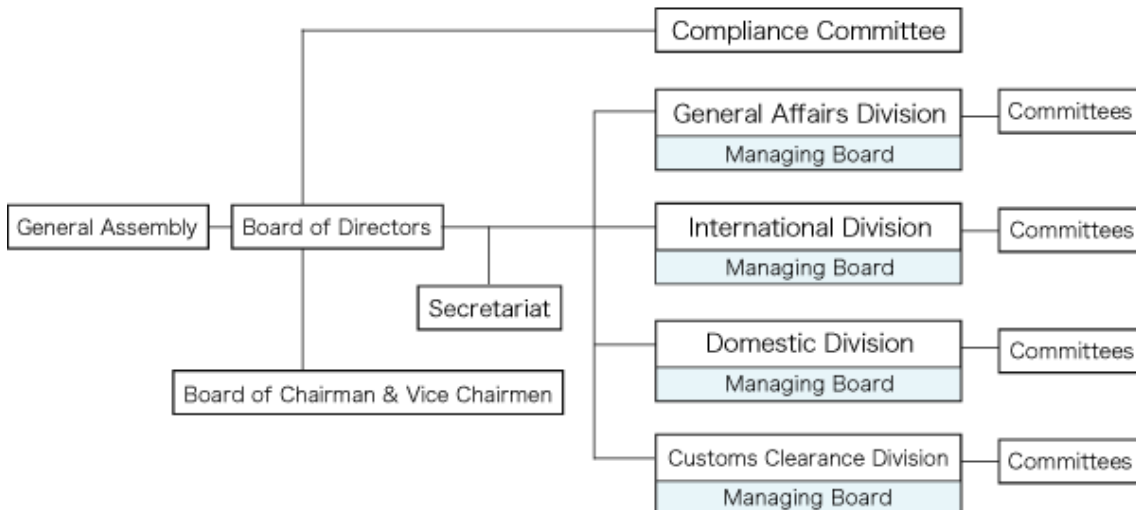 Compliance Committee
General Affairs Division
Managing Board
Committees
General Assembly
Board of Directors
International Division
Managing Board
Committees
Secretariat
Domestic Division
Managing Board
Committees
Board of Chairman & Vice Chairmen
Customs Clearance Division
Managing Board
Committees